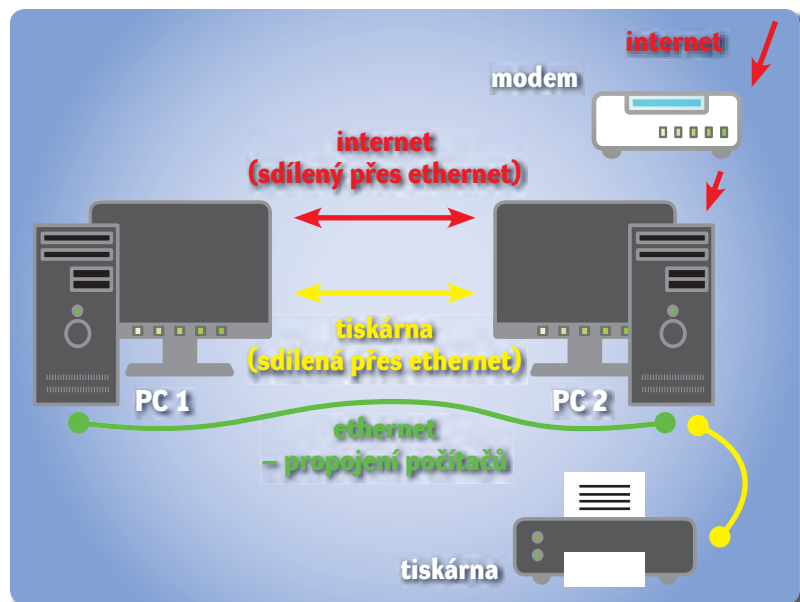 internet
modem
internet
(sdílený přes ethernet)
tiskárna
(sdílená přes ethernet)
PC 1
PC 2
ethernet
– propojení počítačů
tiskárna